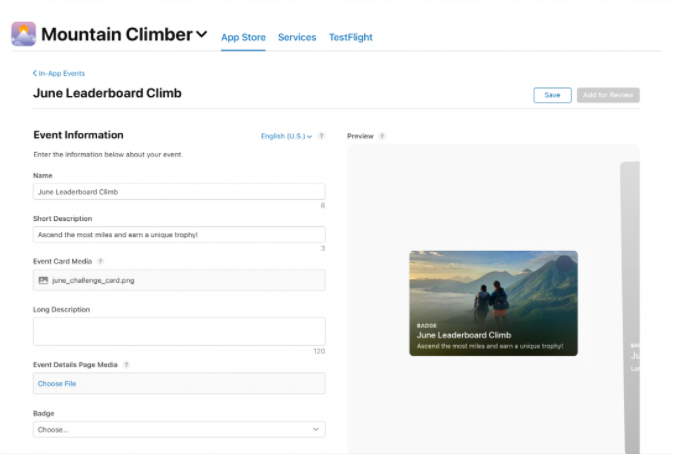 Mountain Climber
App Store
Services
TestFlight
In-App Events
June Leaderboard Climb
Save
Add for Review
Event Information
English (U.S.)
?
Preview
?
Enter the information below about your event.
Name
June Leaderboard Climb
8
Short Description
Ascend the most miles and earn a unique trophy!
3
Event Card Media
?
june_challenge_card.png
Long Description
120
Event Details Page Media
?
Choose File
Badge
Choose...
BADGE
June Leaderboard Climb
Ascend the most miles and earn a unique trophy!